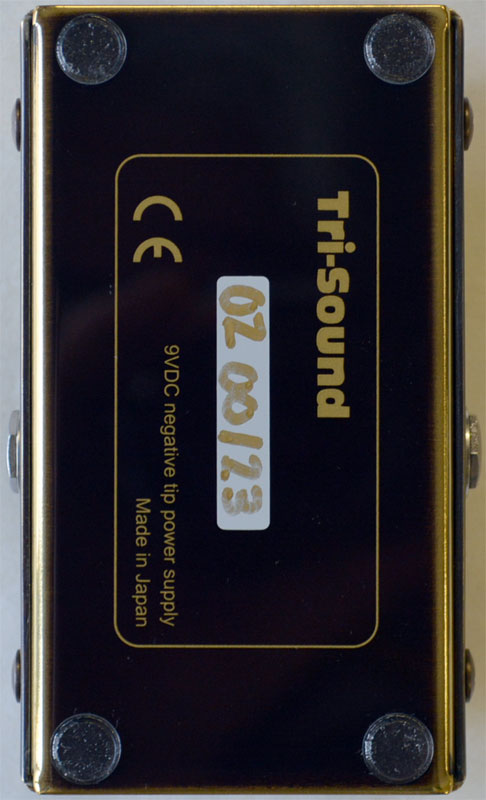 Tri-Sound
OZ 00123
9VDC negative tip power supply
Made in Japan
CE